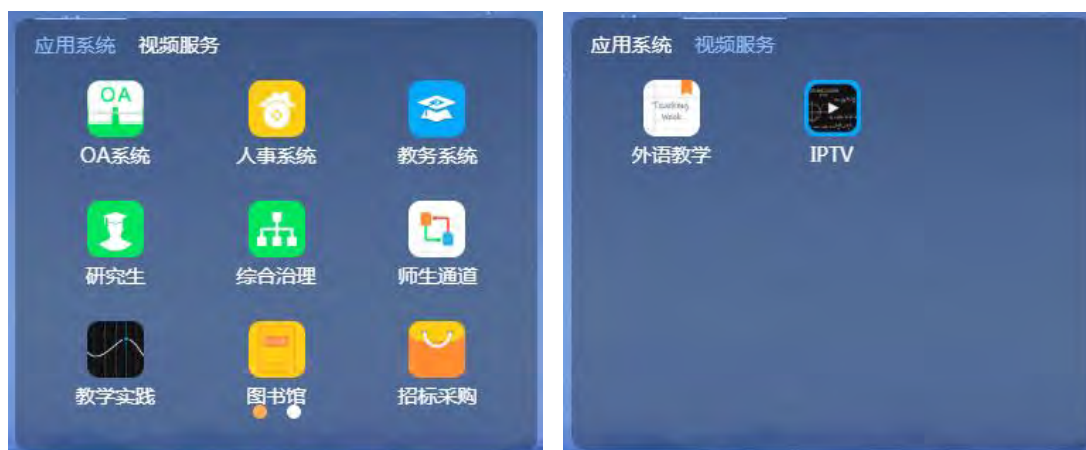 应用系统 视频服务
OA
OA系统 人事系统 教务系统
研究生 综合治理 师生通道
教学实践 图书馆 招标采购
应用系统 视频服务
Teaching
Week
外语教学 IPTV